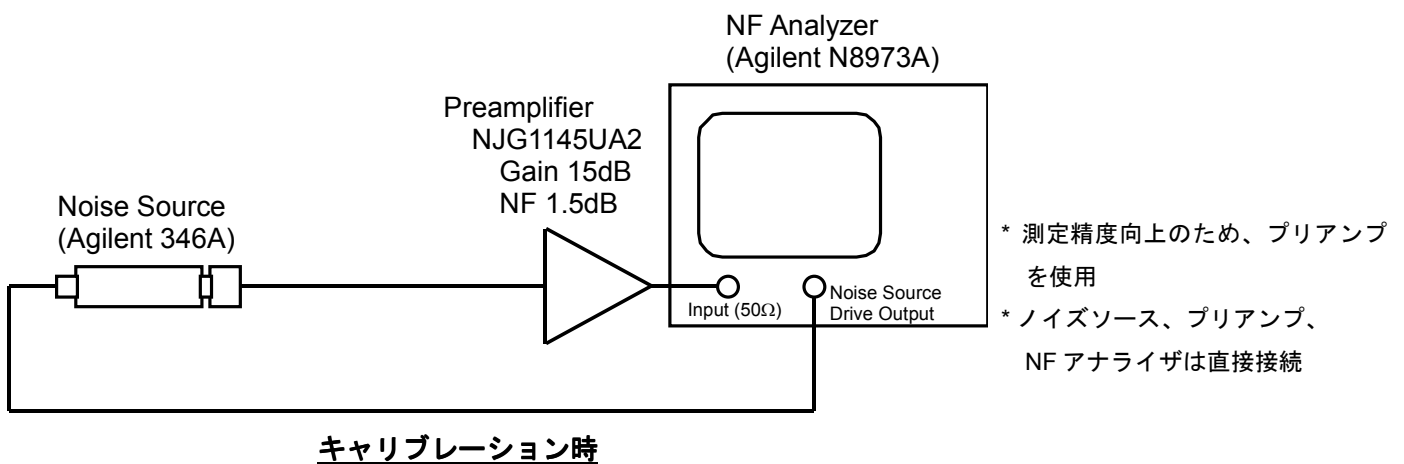 NF Analyzer
(Agilent N8973A)
Preamplifier
NJG1145UA2
Gain 15dB
NF 1.5dB
Noise Source
(Agilent 346A)
Input (50Ω)
Noise Source
Drive Output
* 測定精度向上のため、プリアンプ
を使用
* ノイズソース、プリアンプ、
NF アナライザは直接接続
キャリブレーション時